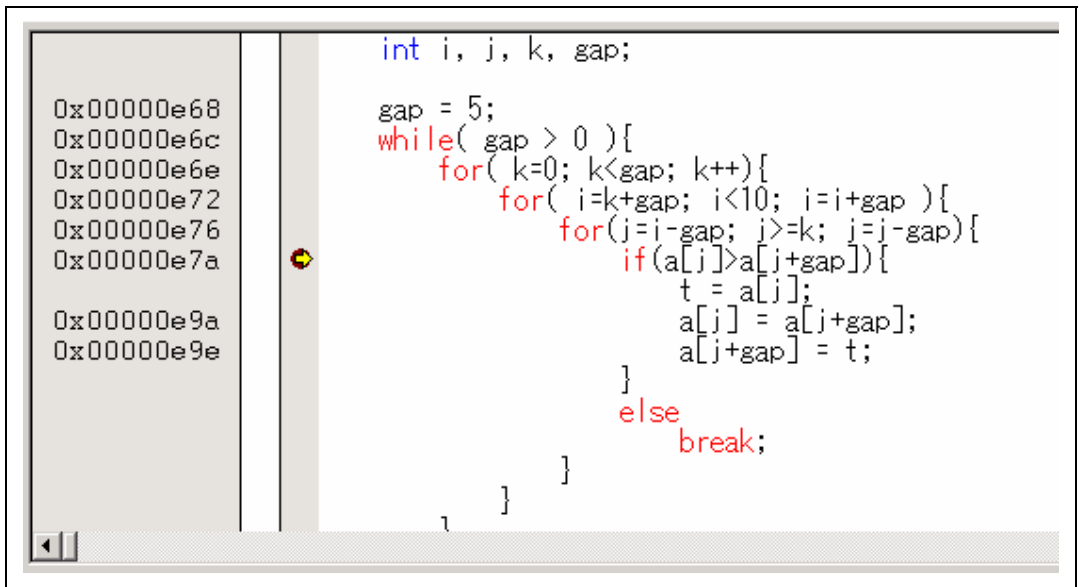 int i, j, k, gap;
0x00000e68 gap = 5;
0x00000e6c while( gap > 0 ){
0x00000e6e for( k=0; k<gap; k++){
0x00000e72 for( i=k+gap; i<10; i=i+gap ){
0x00000e76 for(j=i-gap; j>=k; j=j-gap){
0x00000e7a if(a[j]>a[j+gap]){
t = a[j];
0x00000e9a a[j] = a[j+gap];
0x00000e9e a[j+gap] = t;
}
else
break;
}
}
}